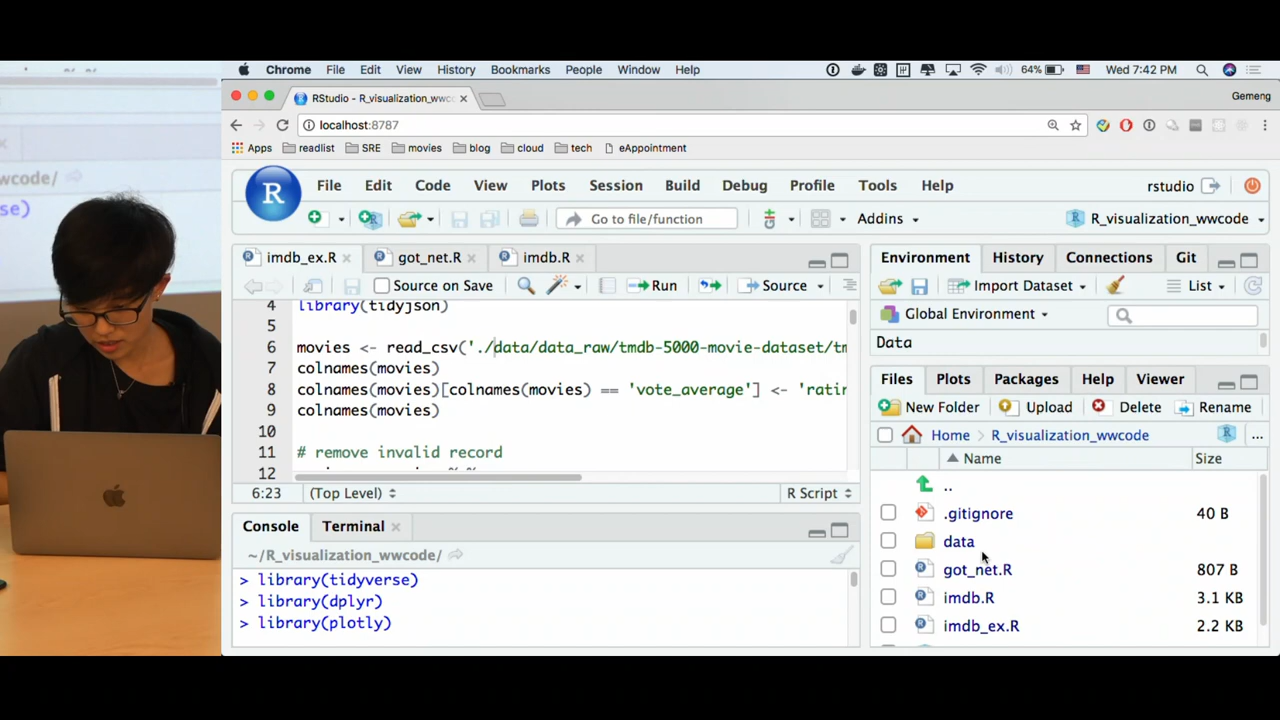 Chrome File Edit View History Bookmarks People Window Help 64% Wed 7:42 PM
RStudio - R_visualization_wwc
Gemeng
localhost:8787
Apps readlist SRE movies blog cloud tech eAppointment
R File Edit Code View Plots Session Build Debug Profile Tools Help rstudio
Go to file/function Addins R_visualization_wwcode
imdb_ex.R got_net.R imdb.R
Source on Save Run Source
4 library(tidyjson)
5
6 movies <- read_csv('./data/data_raw/tmdb-5000-movie-dataset/tm
7 colnames(movies)
8 colnames(movies)[colnames(movies) == 'vote_average'] <- 'ratin
9 colnames(movies)
10
11 # remove invalid record
12
6:23 (Top Level) R Script
Console Terminal
~/R_visualization_wwcode/
> library(tidyverse)
> library(dplyr)
> library(plotly)
Environment History Connections Git
Import Dataset List
Global Environment
Data
Files Plots Packages Help Viewer
New Folder Upload Delete Rename
Home R_visualization_wwcode ...
Name Size
..
.gitignore 40 B
data
got_net.R 807 B
imdb.R 3.1 KB
imdb_ex.R 2.2 KB
wcode/
se)